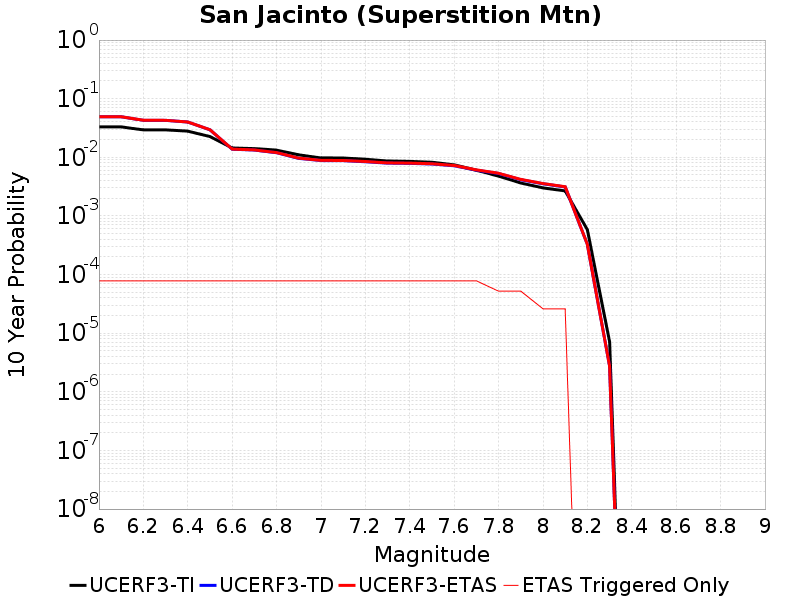 San Jacinto (Superstition Mtn)
10 Year Probability
10^0
10^-1
10^-2
10^-3
10^-4
10^-5
10^-6
10^-7
10^-8
6 6.2 6.4 6.6 6.8 7 7.2 7.4 7.6 7.8 8 8.2 8.4 8.6 8.8 9
Magnitude
UCERF3-TI UCERF3-TD UCERF3-ETAS ETAS Triggered Only